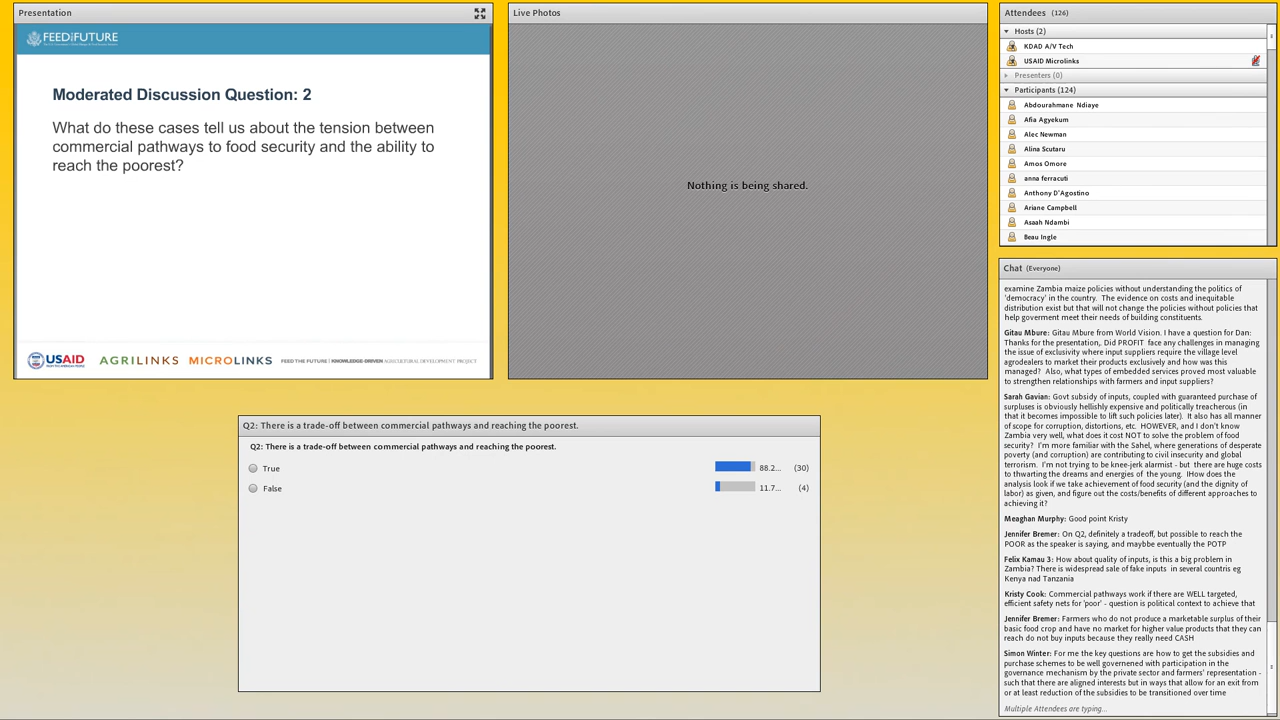 Presentation
FEED THE FUTURE
Moderated Discussion Question: 2
What do these cases tell us about the tension between
commercial pathways to food security and the ability to
reach the poorest?
USAID
AGRILINKS
MICROLINKS
FEED THE FUTURE | KNOWLEDGE-DRIVEN AGRICULTURAL DEVELOPMENT PROJECT
Live Photos
Nothing is being shared.
Q2: There is a trade-off between commercial pathways and reaching the poorest.
Q2: There is a trade-off between commercial pathways and reaching the poorest.
True 88.2... (30)
False 11.7... (4)
Attendees (126)
Hosts (2)
KDAD A/V Tech
USAID Microlinks
Presenters (0)
Participants (124)
Abdourahmane Ndiaye
Afia Agyekum
Alec Newman
Alina Scutaru
Amos Omore
anna ferracuti
Anthony D'Agostino
Ariane Campbell
Asaah Ndambi
Beau Ingle
Chat (Everyone)
examine Zambia maize policies without understanding the politics of
'democracy' in the country. The evidence on costs and inequitable
distribution exist but that will not change the policies without policies that
help goverment meet their needs of building constituents.
Gitau Mbure: Gitau Mbure from World Vision. I have a question for Dan:
Thanks for the presentation,. Did PROFIT face any challenges in managing
the issue of exclusivity where input suppliers require the village level
agrodealers to market their products exclusively and how was this
managed? Also, what types of embedded services proved most valuable
to strengthen relationships with farmers and input suppliers?
Sarah Gavian: Govt subsidy of inputs, coupled with guaranteed purchase of
surpluses is obviously hellishly expensive and politically treacherous (in
that it becomes impossible to lift such policies later). It also has all manner
of scope for corruption, distortions, etc. HOWEVER, and I don't know
Zambia very well, what does it cost NOT to solve the problem of food
security? I'm more familiar with the Sahel, where generations of desperate
poverty (and corruption) are contributing to civil insecurity and global
terrorism. I'm not trying to be knee-jerk alarmist - but there are huge costs
to thwarting the dreams and energies of the young. IHow does the
analysis look if we take achievement of food security (and the dignity of
labor) as given, and figure out the costs/benefits of different approaches to
achieving it?
Meaghan Murphy: Good point Kristy
Jennifer Bremer: On Q2, definitely a tradeoff, but possible to reach the
POOR as the speaker is saying, and maybbe eventually the POTP
Felix Kamau 3: How about quality of inputs, is this a big problem in
Zambia? There is widespread sale of fake inputs in several countris eg
Kenya nad Tanzania
Kristy Cook: Commercial pathways work if there are WELL targeted,
efficient safety nets for 'poor' - question is political context to achieve that
Jennifer Bremer: Farmers who do not produce a marketable surplus of their
basic food crop and have no market for higher value products that they can
reach do not buy inputs because they really need CASH
Simon Winter: For me the key questions are how to get the subsidies and
purchase schemes to be well governened with participation in the
governance mechanism by the private sector and farmers' representation -
such that there are aligned interests but in ways that allow for an exit from
or at least reduction of the subsidies to be transitioned over time
Multiple Attendees are typing...